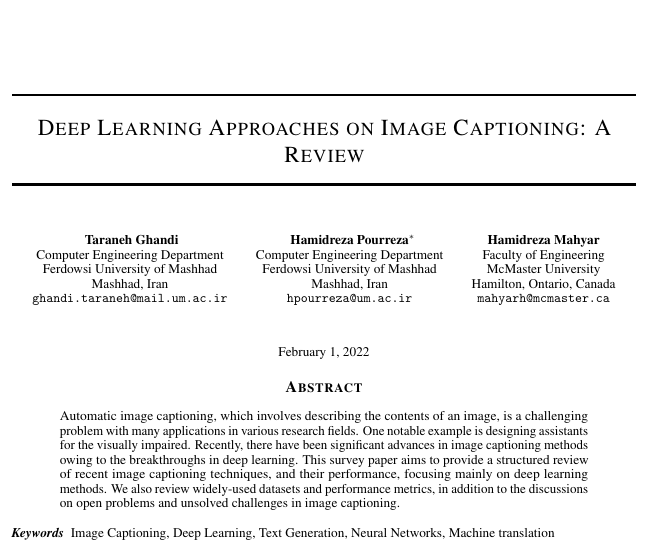 DEEP LEARNING APPROACHES ON IMAGE CAPTIONING: A
REVIEW
Taraneh Ghandi
Computer Engineering Department
Ferdowsi University of Mashhad
Mashhad, Iran
ghandi.taraneh@mail.um.ac.ir
Hamidreza Pourreza*
Computer Engineering Department
Ferdowsi University of Mashhad
Mashhad, Iran
hpourreza@um.ac.ir
Hamidreza Mahyar
Faculty of Engineering
McMaster University
Hamilton, Ontario, Canada
mahyarh@mcmaster.ca
February 1, 2022
ABSTRACT
Automatic image captioning, which involves describing the contents of an image, is a challenging
problem with many applications in various research fields. One notable example is designing assistants
for the visually impaired. Recently, there have been significant advances in image captioning methods
owing to the breakthroughs in deep learning. This survey paper aims to provide a structured review
of recent image captioning techniques, and their performance, focusing mainly on deep learning
methods. We also review widely-used datasets and performance metrics, in addition to the discussions
on open problems and unsolved challenges in image captioning.
Keywords Image Captioning, Deep Learning, Text Generation, Neural Networks, Machine translation